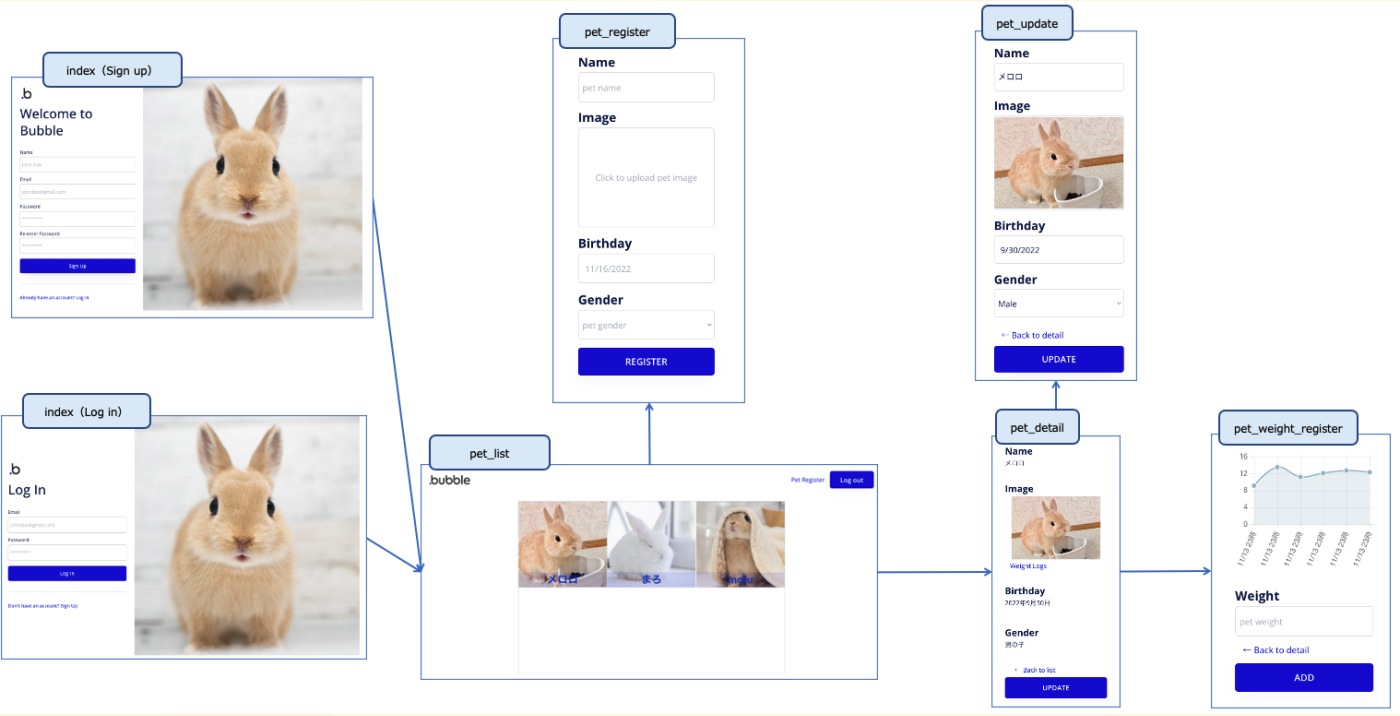 index（Sign up）
.b
Welcome to
Bubble
Name
Email
johndoe@gmail.com
Password
********
Re-enter Password
********
Sign Up
Already have an account? Log in
index（Log in）
.b
Log In
Email
johndoe@gmail.com
Password
********
Log In
Don't have an account? Sign Up
pet_register
Name
pet name
Image
Click to upload pet image
Birthday
11/16/2022
Gender
pet gender
REGISTER
pet_list
.bubble
Pet Register
Log out
メロロ
まろ
mofu
pet_update
Name
メロロ
Image
Birthday
9/30/2022
Gender
Male
← Back to detail
UPDATE
pet_detail
Name
メロロ
Image
Weight Logs
Birthday
2022年9月30日
Gender
男の子
Back to list
UPDATE
pet_weight_register
16
12
8
4
0
11/13 23時
11/13 23時
11/13 23時
11/13 23時
11/13 23時
11/13 23時
Weight
pet weight
← Back to detail
ADD